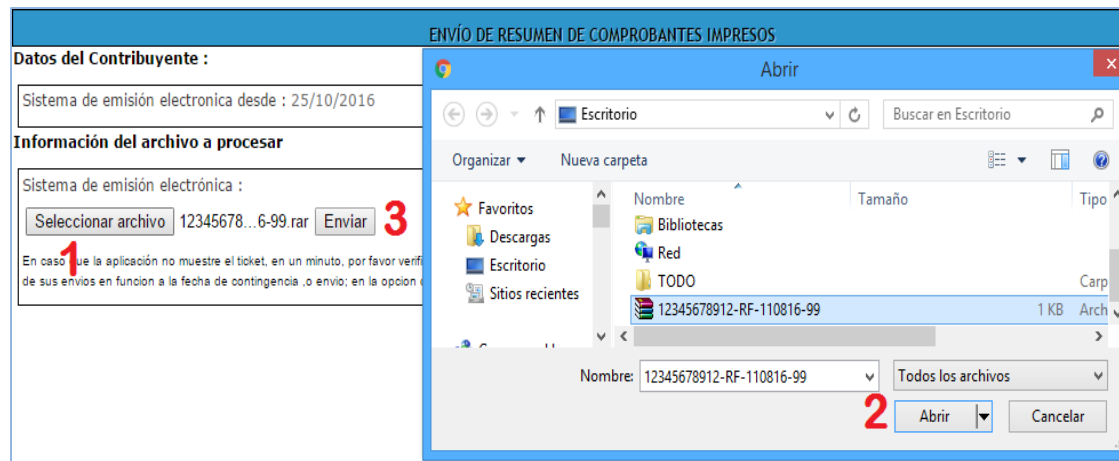 ENVÍO DE RESUMEN DE COMPROBANTES IMPRESOS
Datos del Contribuyente :
Sistema de emisión electronica desde : 25/10/2016
Información del archivo a procesar
Sistema de emisión electrónica :
Seleccionar archivo 12345678...6-99.rar Enviar 3
1
En caso que la aplicación no muestre el ticket, en un minuto, por favor verifi
de sus envios en funcion a la fecha de contingencia ,o envio; en la opcion
Abrir
Escritorio
Buscar en Escritorio
Organizar
Nueva carpeta
Favoritos
Descargas
Escritorio
Sitios recientes
Nombre Tamaño Tipo
Bibliotecas
Red
TODO Carp
12345678912-RF-110816-99 1 KB Arch
Nombre: 12345678912-RF-110816-99 Todos los archivos
2 Abrir Cancelar